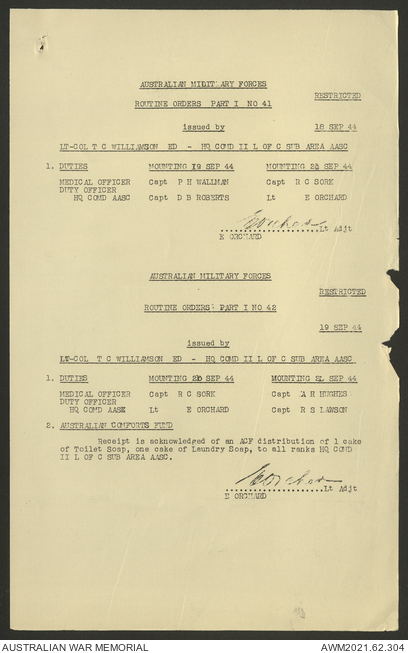 AUSTRALIAN MILITARY FORCES
RESTRICTED
ROUTINE ORDERS PART I NO 41
issued by
18 SEP 44
LT-COL T C WILLIAMSON ED - HQ COMD II L OF C SUB AREA AASC
1. DUTIES MOUNTING 19 SEP 44 MOUNTING 20 SEP 44
MEDICAL OFFICER Capt P H WALLMAN Capt R C SORK
DUTY OFFICER
HQ COMD AASC Capt D B ROBERTS Lt E ORCHARD
Lt Adjt
E ORCHARD
AUSTRALIAN MILITARY FORCES
RESTRICTED
ROUTINE ORDERS PART I NO 42
19 SEP 44
issued by
LT-COL T C WILLIAMSON ED - HQ COMD II L OF C SUB AREA AASC
1. DUTIES MOUNTING 20 SEP 44 MOUNTING 21 SEP 44
MEDICAL OFFICER Capt R C SORK Capt A R HUGHES
DUTY OFFICER
HQ COMD AASC Lt E ORCHARD Capt R S LAWSON
2. AUSTRALIAN COMFORTS FUND
Receipt is acknowledged of an ACF distribution of 1 cake
of Toilet Soap, one cake of Laundry Soap, to all ranks HQ COMD
II L OF C SUB AREA AASC.
E Orchard
Lt Adjt
E ORCHARD
AUSTRALIAN WAR MEMORIAL AWM2021.62.304